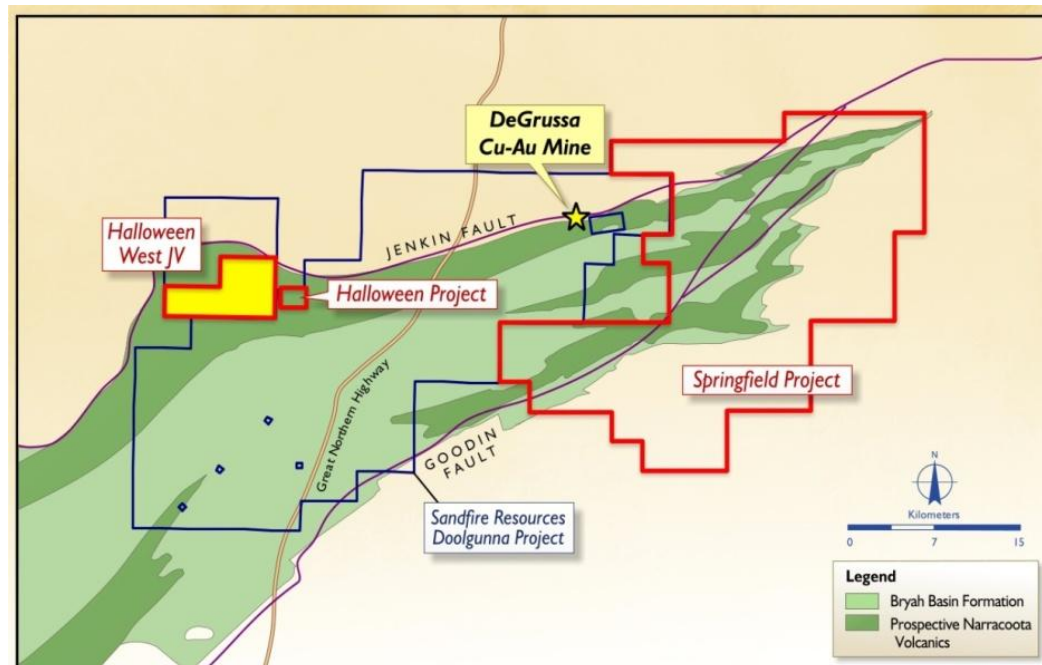 DeGrussa
Cu-Au Mine
Halloween
West JV
JENKIN FAULT
Halloween Project
Springfield Project
Great Northern Highway
GOODIN
FAULT
Sandfire Resources
Doolgunna Project
N
Kilometers
0 7 15
Legend
Bryah Basin Formation
Prospective Narracoota
Volcanics